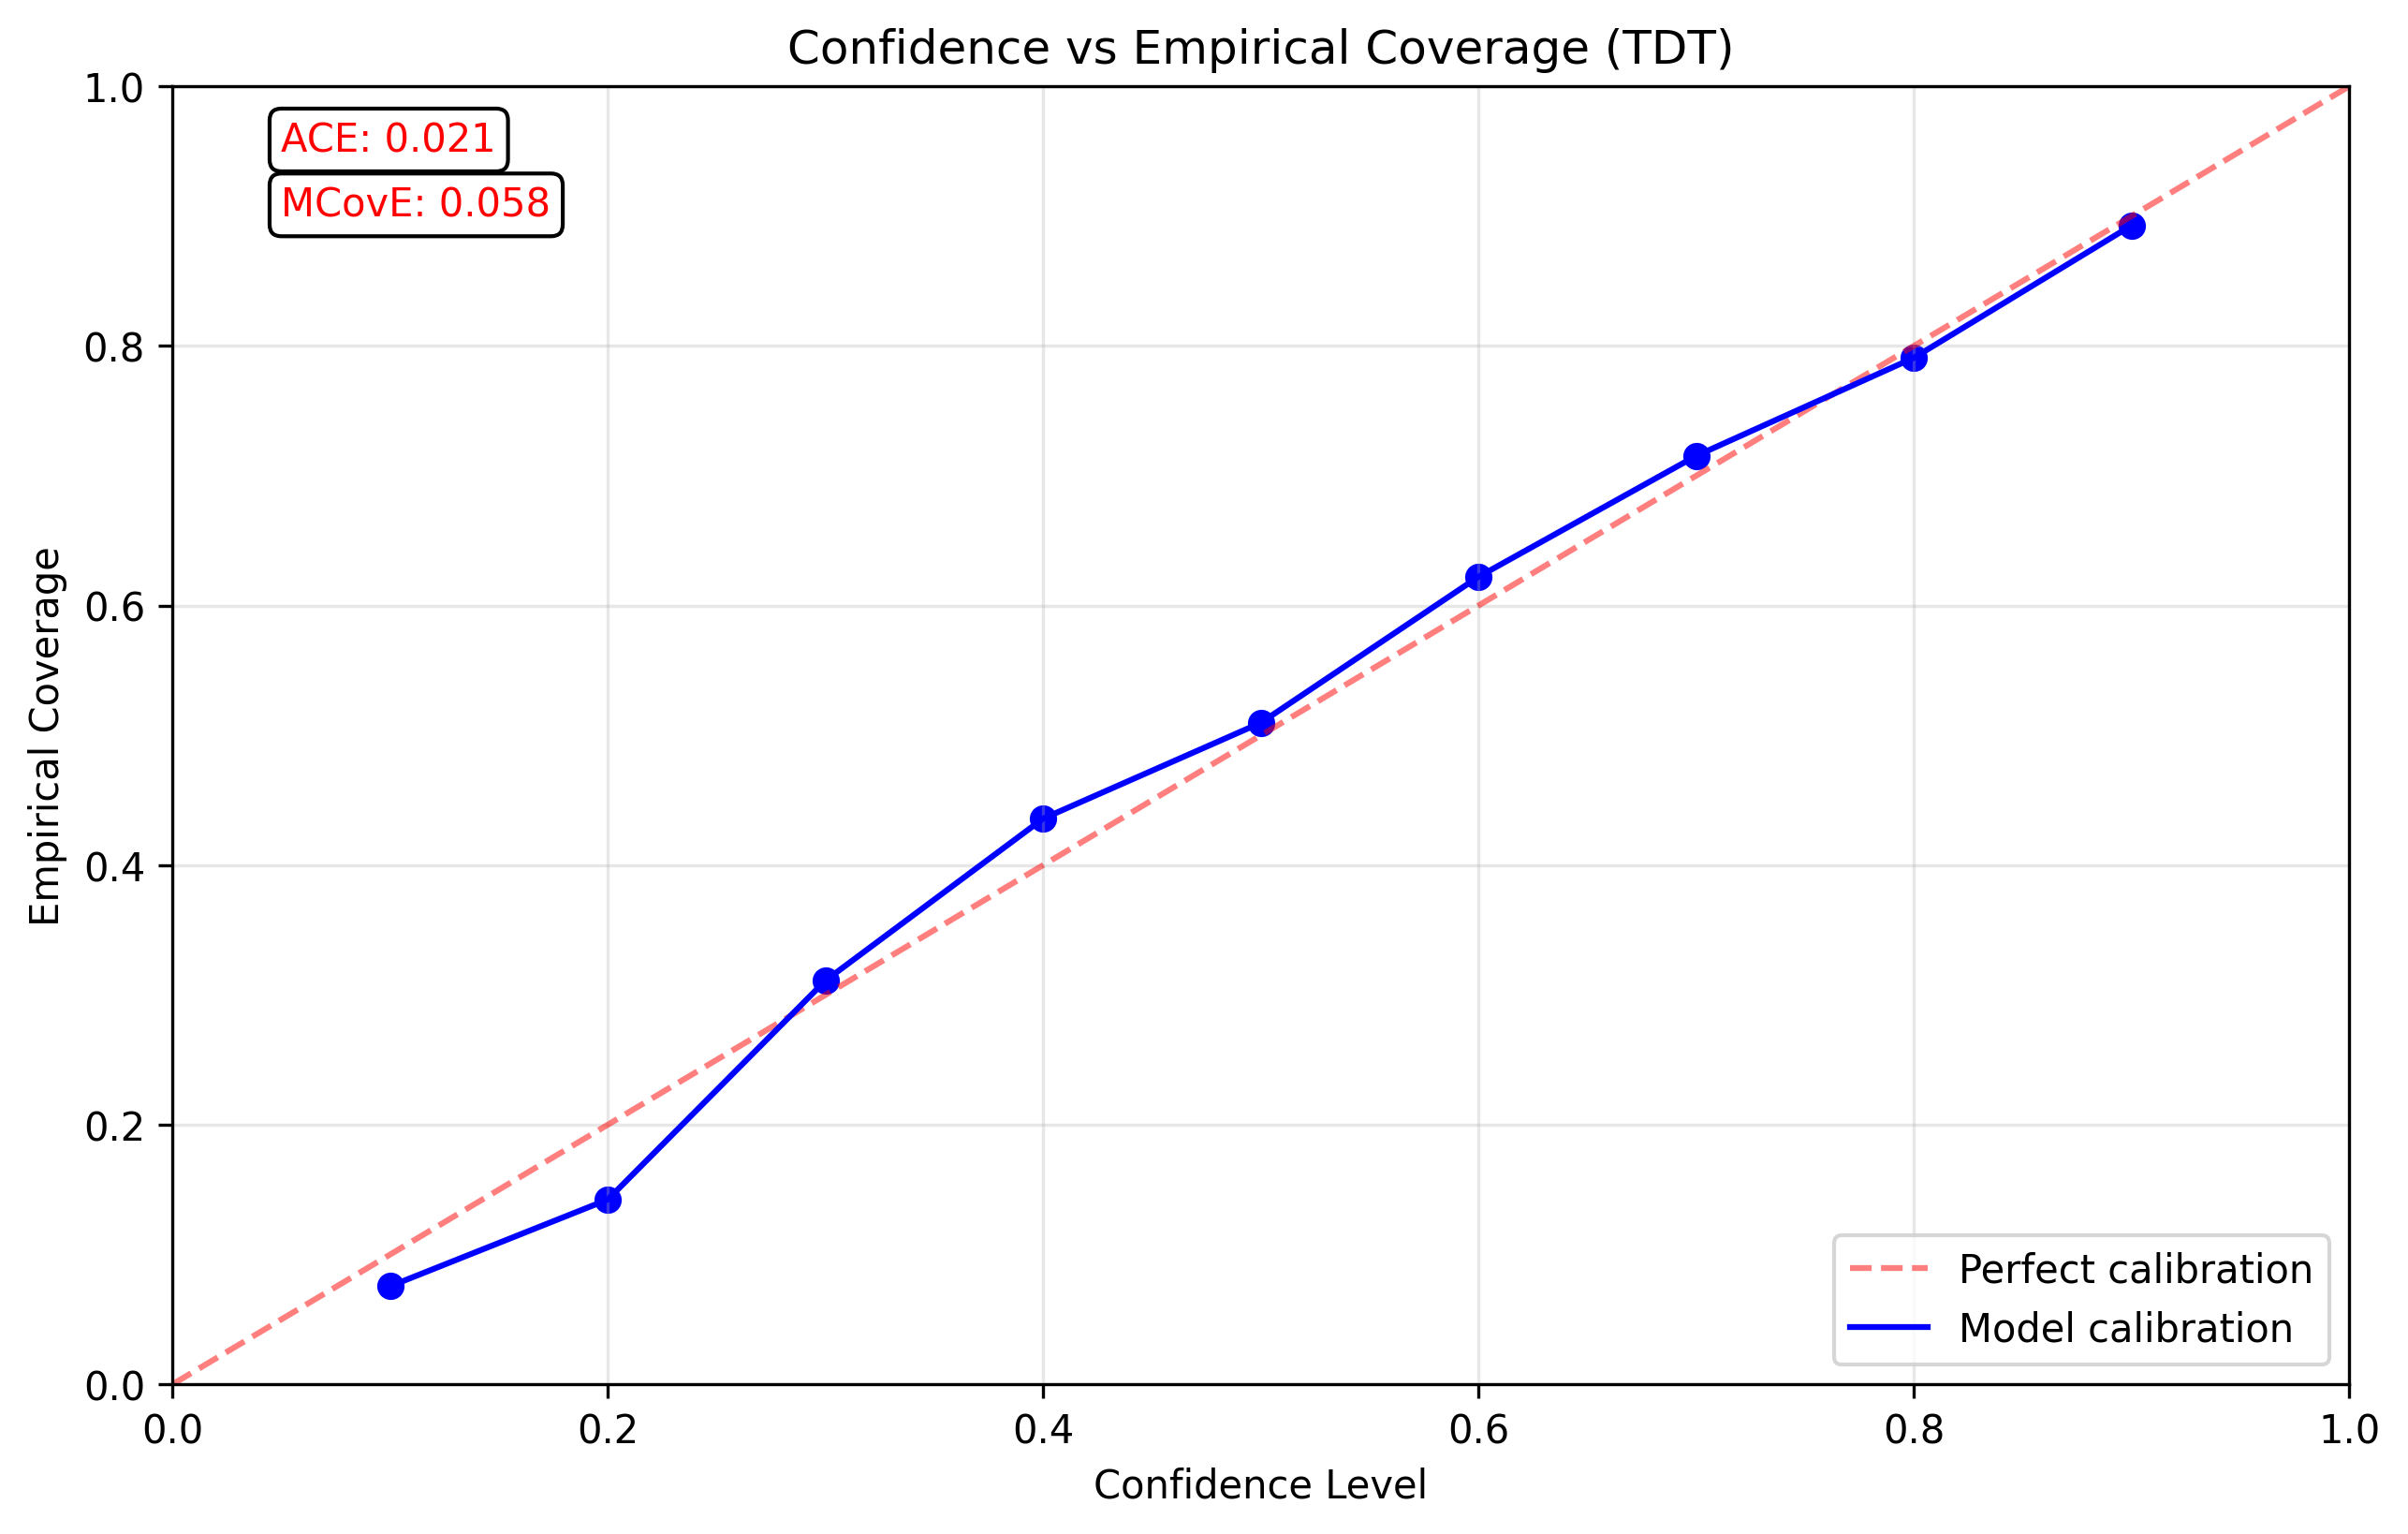 Confidence vs Empirical Coverage (TDT)
ACE: 0.021
MCovE: 0.058
1.0
0.8
0.6
0.4
0.2
0.0
Empirical Coverage
Perfect calibration
Model calibration
0.0 0.2 0.4 0.6 0.8 1.0
Confidence Level